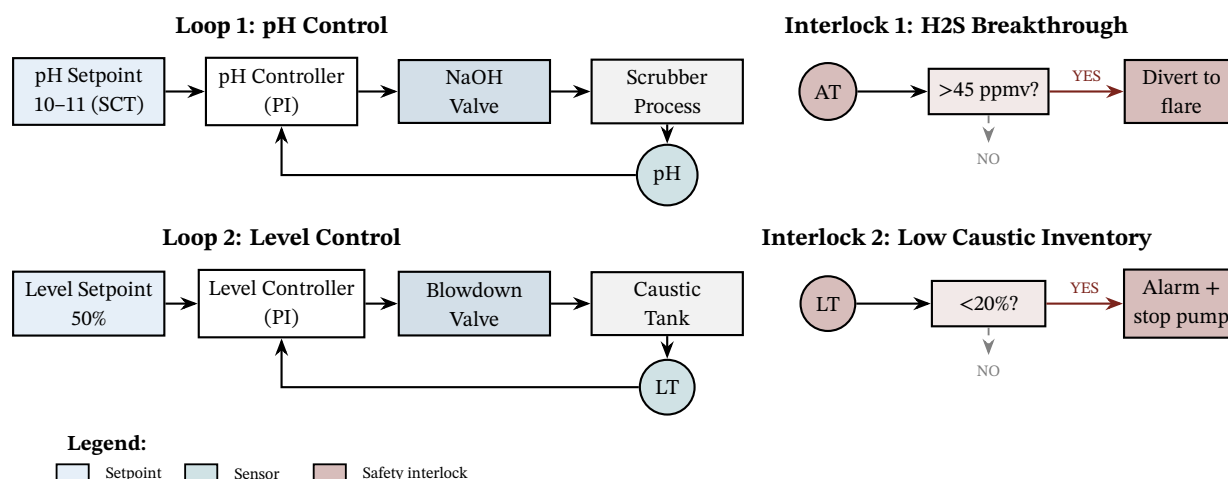 Loop 1: pH Control
pH Setpoint
10–11 (SCT)
pH Controller
(PI)
NaOH
Valve
Scrubber
Process
pH
Interlock 1: H2S Breakthrough
AT
>45 ppmv?
YES
Divert to
flare
NO
Loop 2: Level Control
Level Setpoint
50%
Level Controller
(PI)
Blowdown
Valve
Caustic
Tank
LT
Interlock 2: Low Caustic Inventory
LT
<20%?
YES
Alarm +
stop pump
NO
Legend:
Setpoint
Sensor
Safety interlock